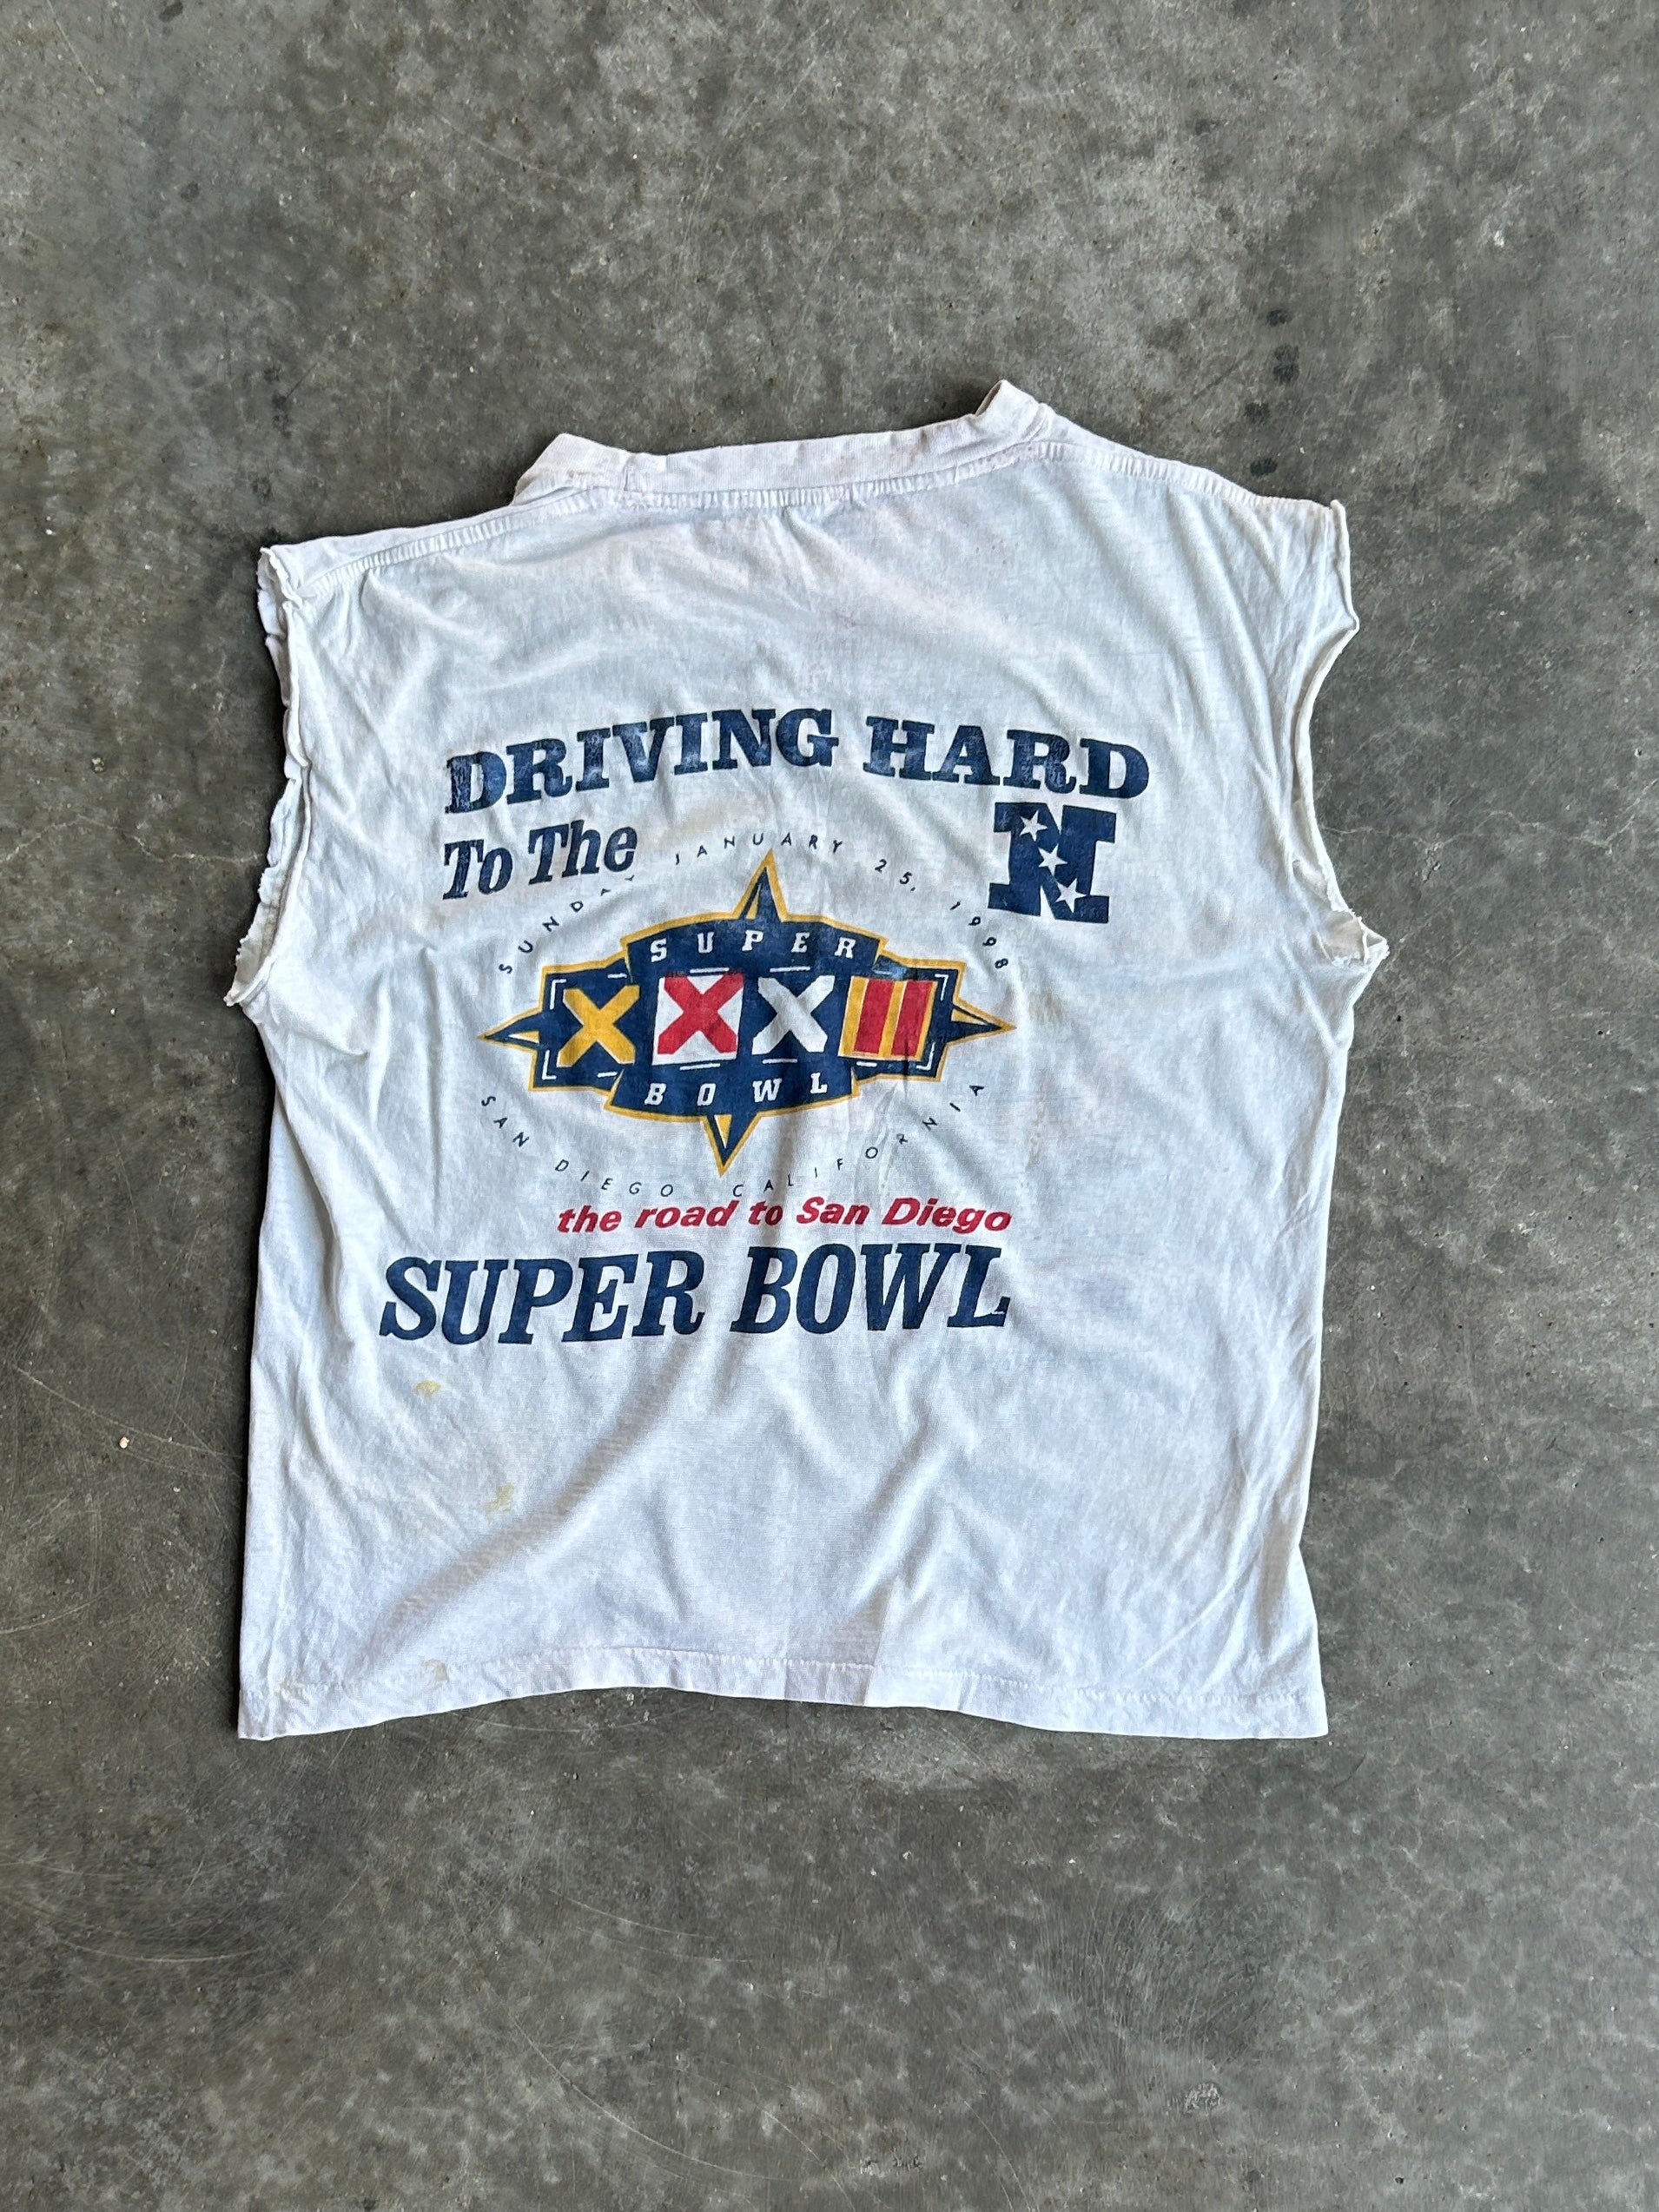 DRIVING HARD
To The
N
SUNDAY JANUARY 25, 1998
SUPER
XXXII
BOWL
SAN DIEGO CALIFORNIA
the road to San Diego
SUPER BOWL